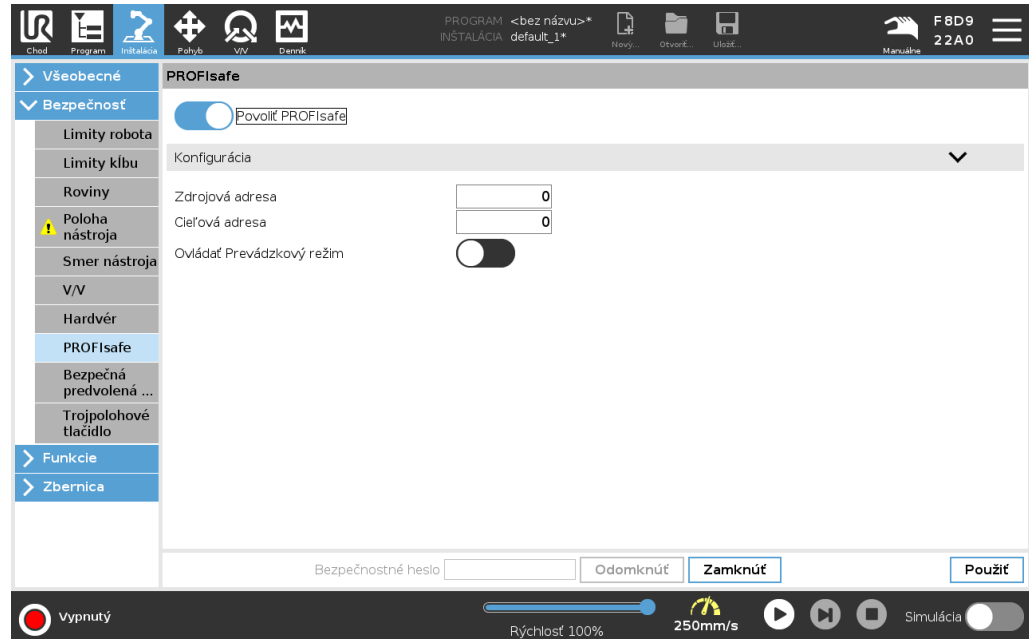 UR
Chod
Program
Inštalácia
Pohyb
V/V
Denník
PROGRAM <bez názvu>*
INŠTALÁCIA default_1*
Nový...
Otvoriť...
Uložiť...
Manuálne
F8D9
22A0
Všeobecné
Bezpečnosť
Limity robota
Limity kĺbu
Roviny
Poloha
nástroja
Smer nástroja
V/V
Hardvér
PROFIsafe
Bezpečná
predvolená ...
Trojpolohové
tlačidlo
Funkcie
Zbernica
PROFIsafe
Povoliť PROFIsafe
Konfigurácia
Zdrojová adresa 0
Cieľová adresa 0
Ovládať Prevádzkový režim
Bezpečnostné heslo Odomknúť Zamknúť Použiť
Vypnutý
Rýchlosť 100%
250mm/s
Simulácia